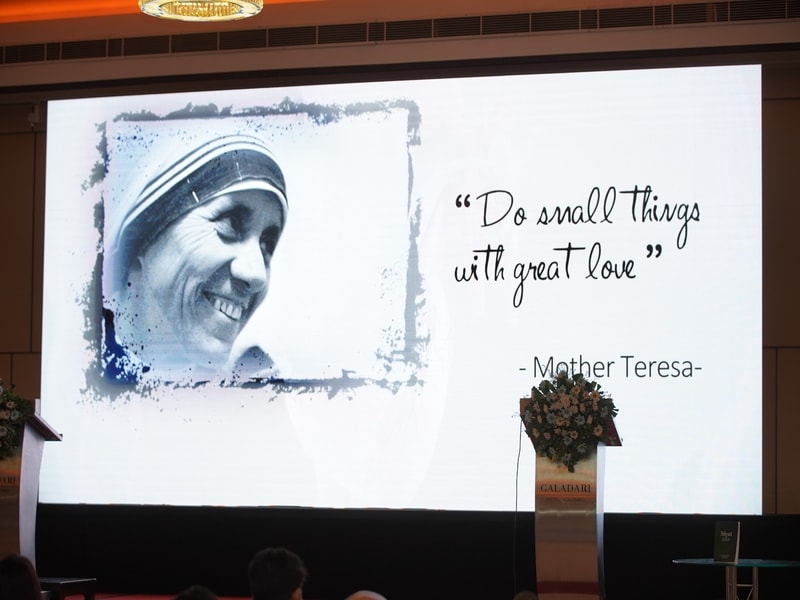 “Do small things
with great love”
- Mother Teresa-
GALADARI